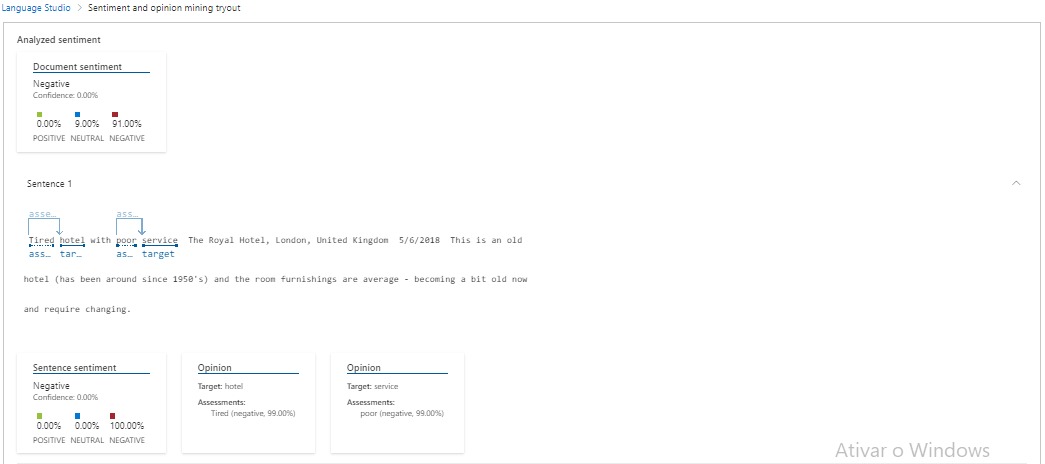 Language Studio > Sentiment and opinion mining tryout
Analyzed sentiment
Document sentiment
Negative
Confidence: 0.00%
0.00% 9.00% 91.00%
POSITIVE NEUTRAL NEGATIVE
Sentence 1
asse... ass...
Tired hotel with poor service The Royal Hotel, London, United Kingdom 5/6/2018 This is an old
ass... tar... as... target
hotel (has been around since 1950's) and the room furnishings are average - becoming a bit old now
and require changing.
Sentence sentiment
Negative
Confidence: 0.00%
0.00% 0.00% 100.00%
POSITIVE NEUTRAL NEGATIVE
Opinion
Target: hotel
Assessments:
Tired (negative, 99.00%)
Opinion
Target: service
Assessments:
poor (negative, 99.00%)
Ativar o Windows